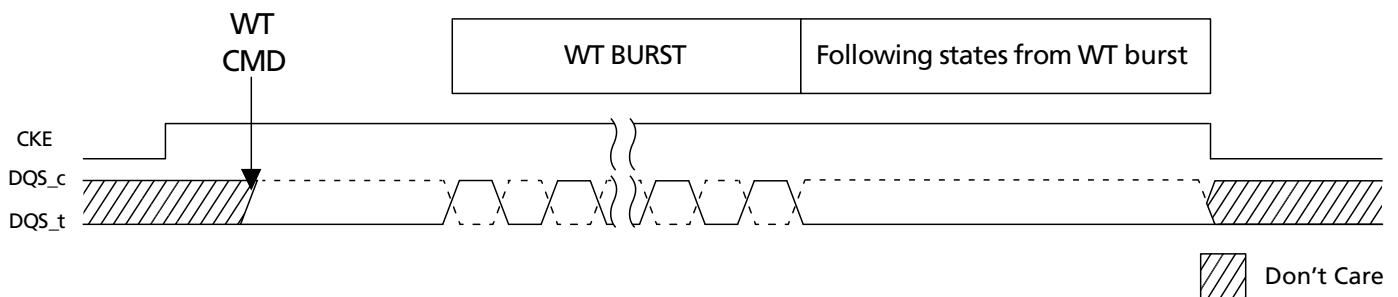 WT
CMD
WT BURST
Following states from WT burst
CKE
DQS_c
DQS_t
Don't Care